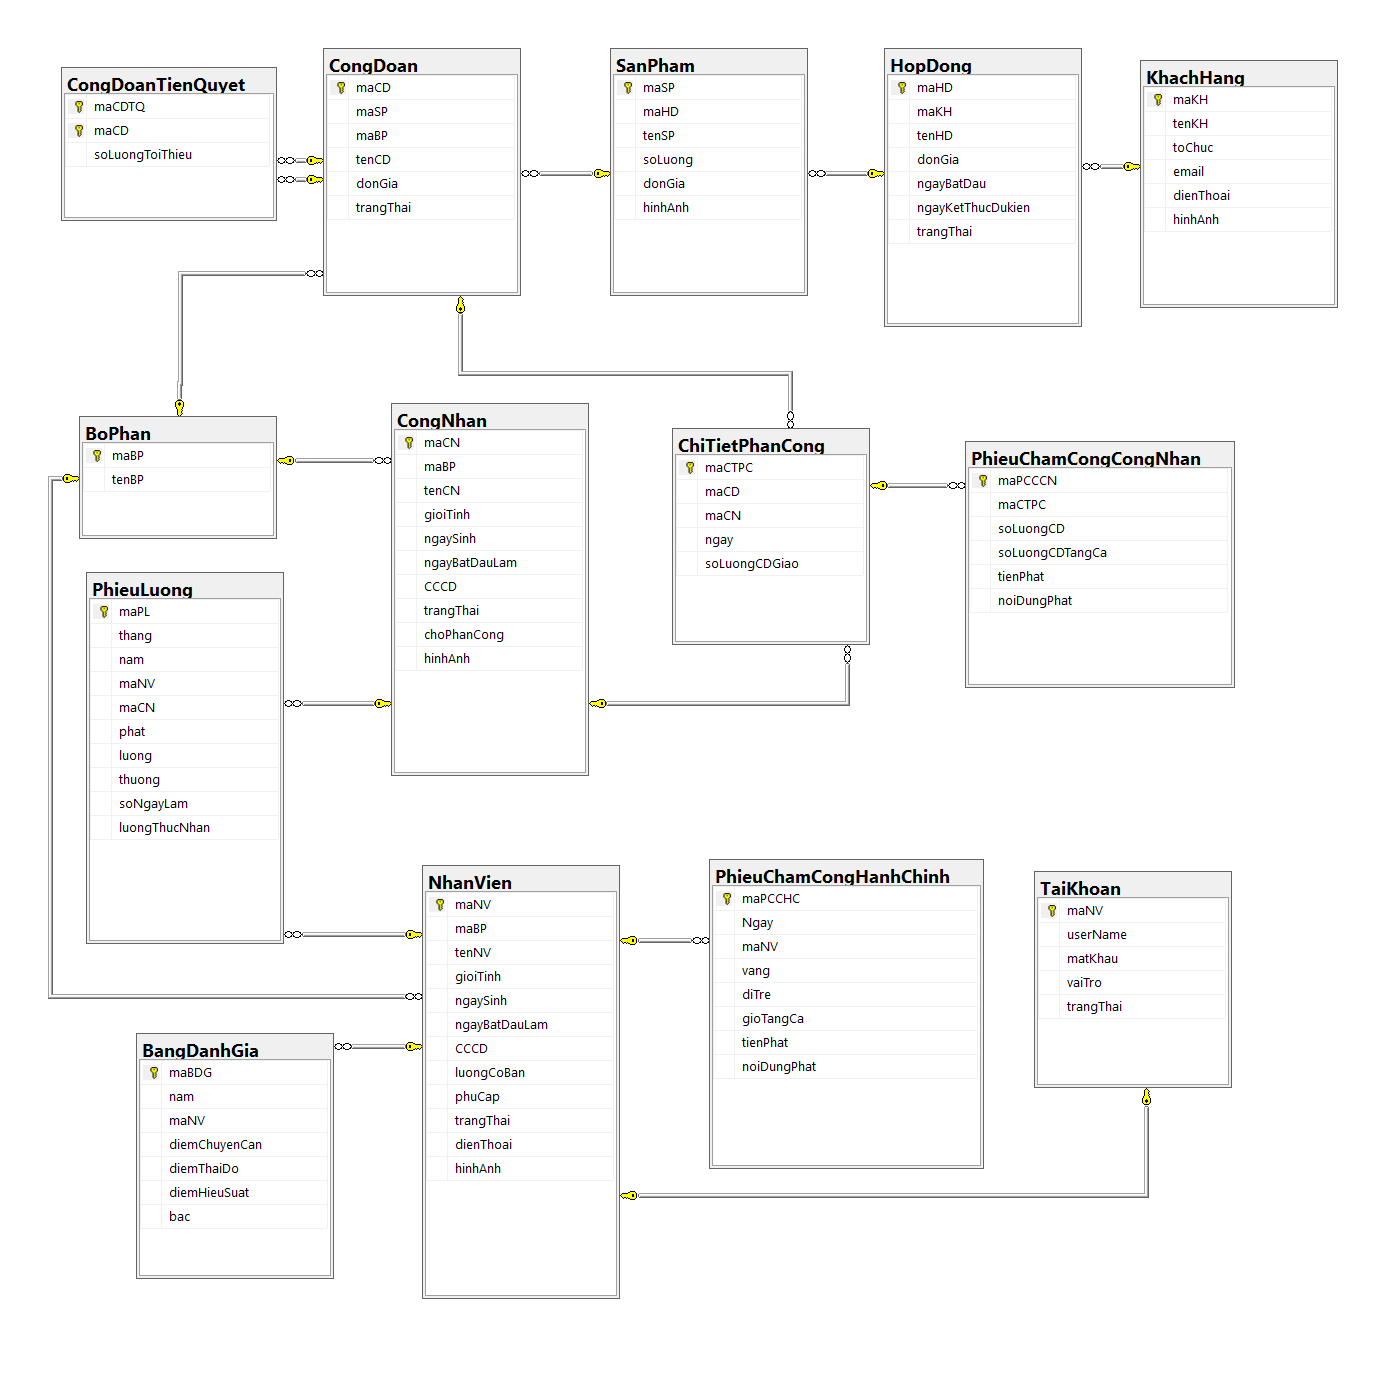 CongDoanTienQuyet
maCDTQ
maCD
soLuongToiThieu
CongDoan
maCD
maSP
maBP
tenCD
donGia
trangThai
SanPham
maSP
maHD
tenSP
soLuong
donGia
hinhAnh
HopDong
maHD
maKH
tenHD
donGia
ngayBatDau
ngayKetThucDukien
trangThai
KhachHang
maKH
tenKH
toChuc
email
dienThoai
hinhAnh
BoPhan
maBP
tenBP
CongNhan
maCN
maBP
tenCN
gioiTinh
ngaySinh
ngayBatDauLam
CCCD
trangThai
choPhanCong
hinhAnh
ChiTietPhanCong
maCTPC
maCD
maCN
ngay
soLuongCDGiao
PhieuChamCongCongNhan
maPCCCN
maCTPC
soLuongCD
soLuongCDTangCa
tienPhat
noiDungPhat
PhieuLuong
maPL
thang
nam
maNV
maCN
phat
luong
thuong
soNgayLam
luongThucNhan
NhanVien
maNV
maBP
tenNV
gioiTinh
ngaySinh
ngayBatDauLam
CCCD
luongCoBan
phuCap
trangThai
dienThoai
hinhAnh
PhieuChamCongHanhChinh
maPCCHC
Ngay
maNV
vang
diTre
gioTangCa
tienPhat
noiDungPhat
TaiKhoan
maNV
userName
matKhau
vaiTro
trangThai
BangDanhGia
maBDG
nam
maNV
diemChuyenCan
diemThaiDo
diemHieuSuat
bac